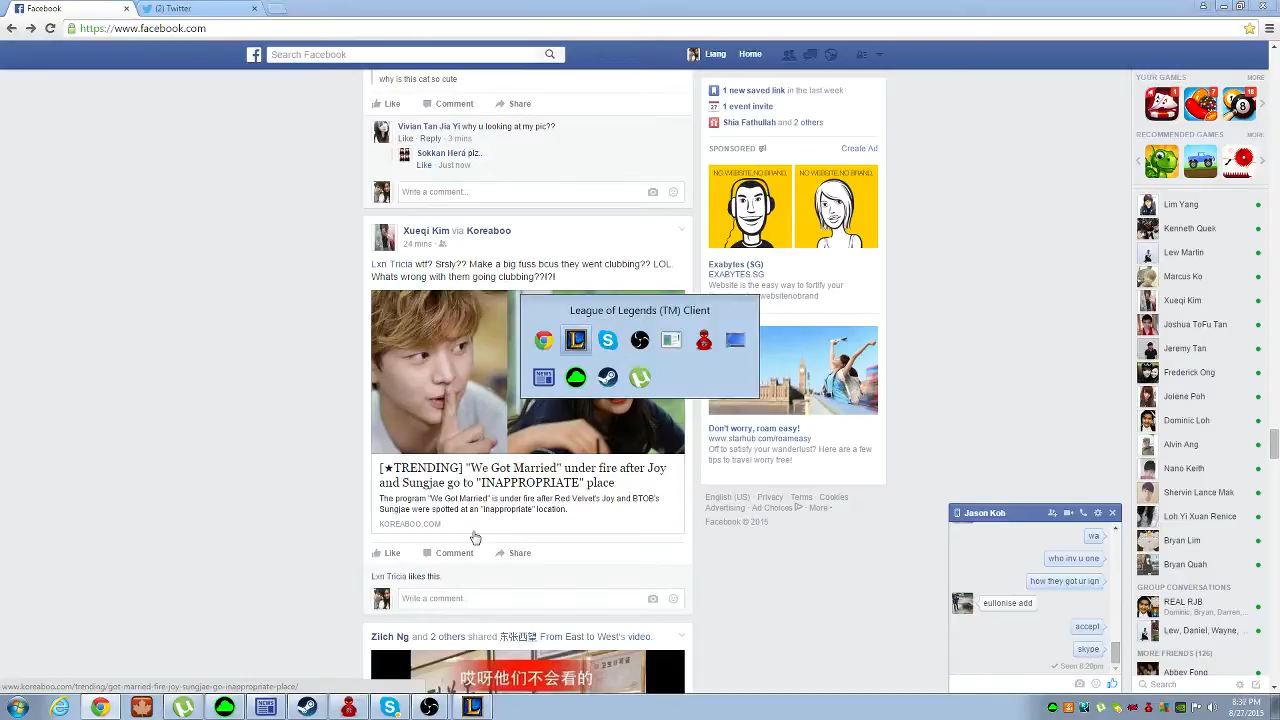 Facebook
(2) Twitter
https://www.facebook.com
Search Facebook
Liang
Home
why is this cat so cute
Like Comment Share
Vivian Tan Jia Yi why u looking at my pic??
Like · Reply · 3 mins
Sokkan Herá plz..
Like · Just now
Write a comment...
Xueqi Kim via Koreaboo
24 mins ·
Lxn Tricia wtf? Srsly?? Make a big fuss bcus they went clubbing?? LOL.
Whats wrong with them going clubbing??!?!
[★TRENDING] "We Got Married" under fire after Joy
and Sungjae go to "INAPPROPRIATE" place
The program "We Got Married" is under fire after Red Velvet's Joy and BTOB's
Sungjae were spotted at an "inappropriate" location.
KOREABOO.COM
Like Comment Share
Lxn Tricia likes this.
Write a comment.
Zilch Ng and 2 others shared 东张西望 From East to West's video.
哎呀他们不会看的
www.koreaboo.com/trending/got-married-fire-joy-sungjae-go-inappropriate-place/
League of Legends (TM) Client
1 new saved link in the last week
27
1 event invite
Shia Fathullah and 2 others
SPONSORED
Create Ad
NO WEBSITE,NO BRAND.
NO WEBSITE,NO BRAND.
Exabytes (SG)
EXABYTES.SG
Website is the easy way to fortify your
websitenobrand
Don't worry, roam easy!
www.starhub.com/roameasy
Off to satisfy your wanderlust? Here are a few
tips to travel worry free!
English (US) · Privacy · Terms · Cookies ·
Advertising · Ad Choices · More
Facebook © 2015
YOUR GAMES
MORE
1
7
18
RECOMMENDED GAMES
MORE
Lim Yang
Kenneth Quek
Lew Martin
Marcus Ko
Xueqi Kim
Joshua ToFu Tan
Jeremy Tan
Frederick Ong
Jolene Poh
Dominic Loh
Alvin Ang
Nano Keith
Shervin Lance Mak
Loh Yi Xuan Renice
Bryan Lim
Bryan Quah
GROUP CONVERSATIONS
REAL RJB
Dominic, Bryan, Darren,...
Lew, Daniel, Wayne, ...
MORE FRIENDS (126)
Abbey Fong
Search
Jason Koh
wa
who inv u one
how they got ur ign
eullonise add
accept
skype
Seen 8:20pm
8:37 PM
8/27/2015